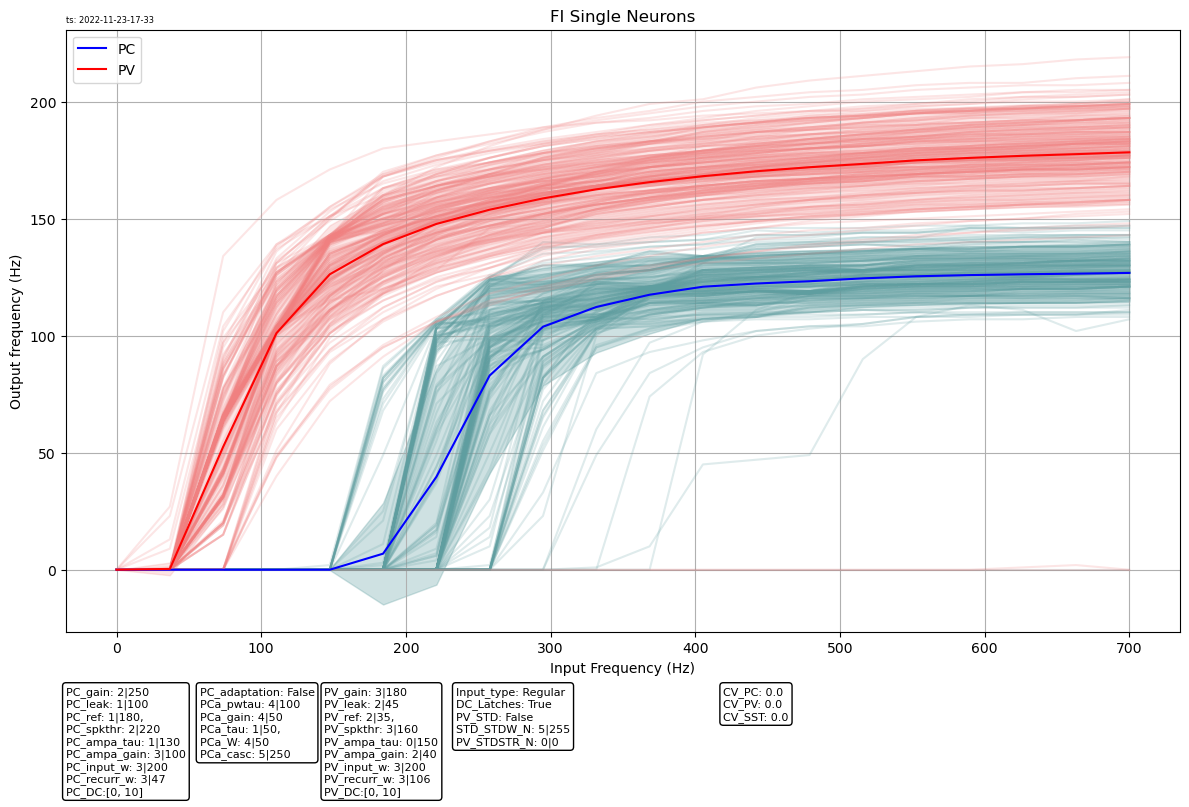 ts: 2022-11-23-17-33
FI Single Neurons
PC
PV
Output frequency (Hz)
200
150
100
50
0
0 100 200 300 400 500 600 700
Input Frequency (Hz)
PC_gain: 2|250
PC_leak: 1|100
PC_ref: 1|180,
PC_spkthr: 2|220
PC_ampa_tau: 1|130
PC_ampa_gain: 3|100
PC_input_w: 3|200
PC_recurr_w: 3|47
PC_DC:[0, 10]
PC_adaptation: False
PCa_pwtau: 4|100
PCa_gain: 4|50
PCa_tau: 1|50,
PCa_W: 4|50
PCa_casc: 5|250
PV_gain: 3|180
PV_leak: 2|45
PV_ref: 2|35,
PV_spkthr: 3|160
PV_ampa_tau: 0|150
PV_ampa_gain: 2|40
PV_input_w: 3|200
PV_recurr_w: 3|106
PV_DC:[0, 10]
Input_type: Regular
DC_Latches: True
PV_STD: False
STD_STDW_N: 5|255
PV_STDSTR_N: 0|0
CV_PC: 0.0
CV_PV: 0.0
CV_SST: 0.0